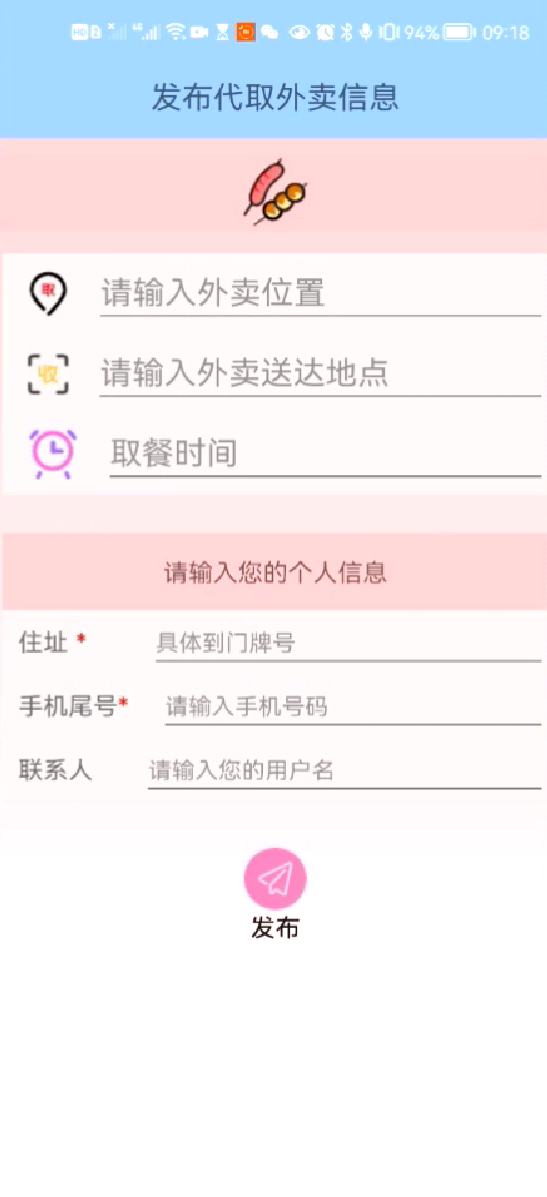 94% 09:18
发布代取外卖信息
取 请输入外卖位置
收 请输入外卖送达地点
取餐时间
请输入您的个人信息
住址 * 具体到门牌号
手机尾号* 请输入手机号码
联系人 请输入您的用户名
发布